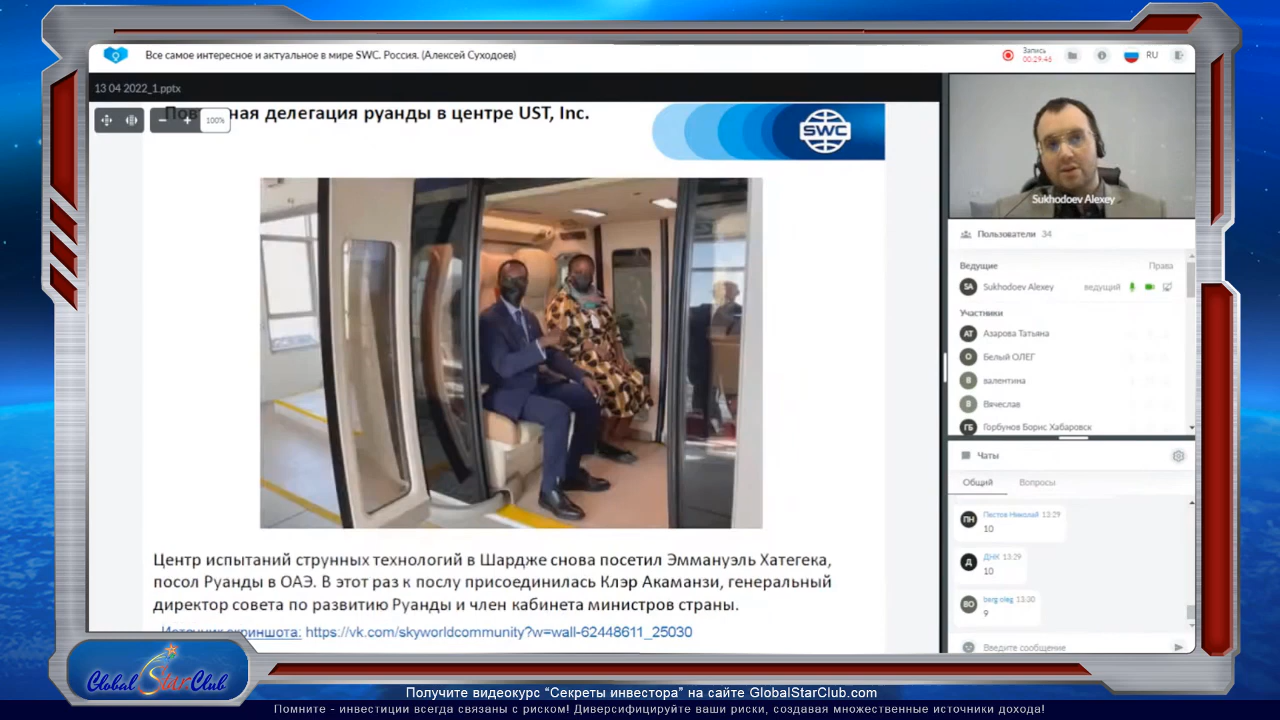 Все самое интересное и актуальное в мире SWC. Россия. (Алексей Суходоев)
Запись
00:29:46
RU
13 04 2022_1.pptx
100%
ная делегация руанды в центре UST, Inc.
SWC
Sukhodoev Alexey
Пользователи 34
Ведущие
Права
SA Sukhodoev Alexey ведущий
Участники
АТ Азарова Татьяна
О Белый ОЛЕГ
В валентина
В Вячеслав
ГБ Горбунов Борис Хабаровск
Чаты
Общий Вопросы
ПН Пестов Николай 13:29
10
Д ДНК 13:29
10
BO berg oleg 13:30
9
Введите сообщение
Центр испытаний струнных технологий в Шардже снова посетил Эммануэль Хатегека,
посол Руанды в ОАЭ. В этот раз к послу присоединилась Клэр Акаманзи, генеральный
директор совета по развитию Руанды и член кабинета министров страны.
Источник скриншота: https://vk.com/skyworldcommunity?w=wall-62448611_25030
Global StarClub
Получите видеокурс “Секреты инвестора” на сайте GlobalStarClub.com
Помните - инвестиции всегда связаны с риском! Диверсифицируйте ваши риски, создавая множественные источники дохода!